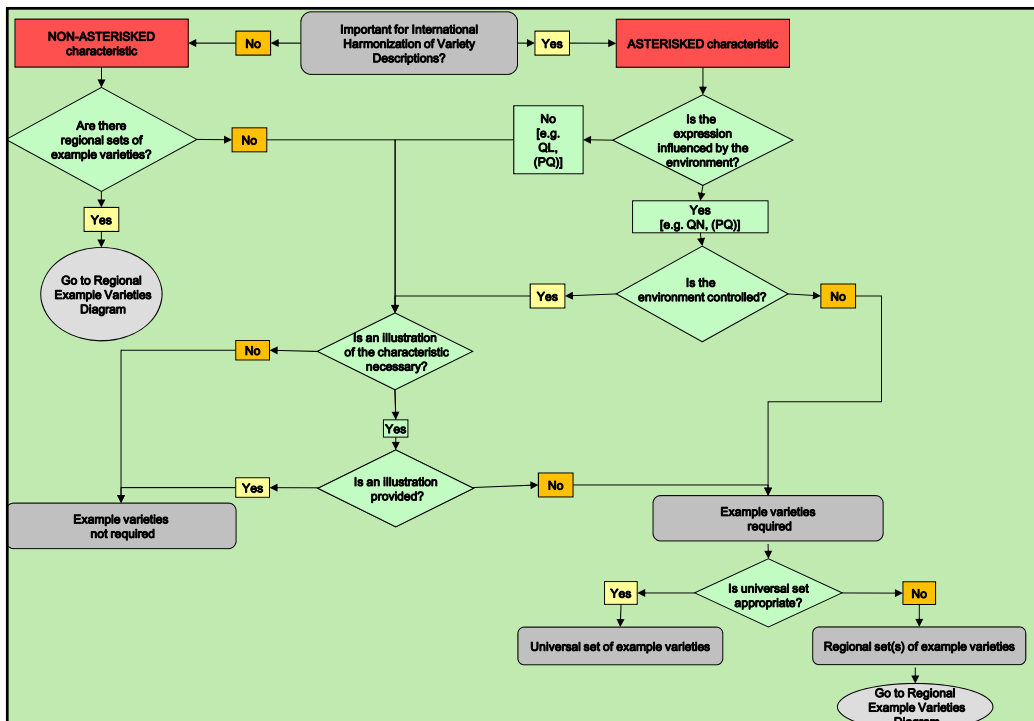 Important for International
Harmonization of Variety
Descriptions?
NON-ASTERISKED
characteristic
No
Yes
ASTERISKED characteristic
Are there
regional sets of
example varieties?
No
No
[e.g.
QL,
(PQ)]
Is the
expression
influenced by the
environment?
Yes
Yes
[e.g. QN, (PQ)]
Go to Regional
Example Varieties
Diagram
Yes
Is the
environment controlled?
No
No
Is an illustration
of the characteristic
necessary?
Yes
Yes
Is an illustration
provided?
No
Example varieties
not required
Example varieties
required
Yes
Is universal set
appropriate?
No
Universal set of example varieties
Regional set(s) of example varieties
Go to Regional
Example Varieties
Diagram